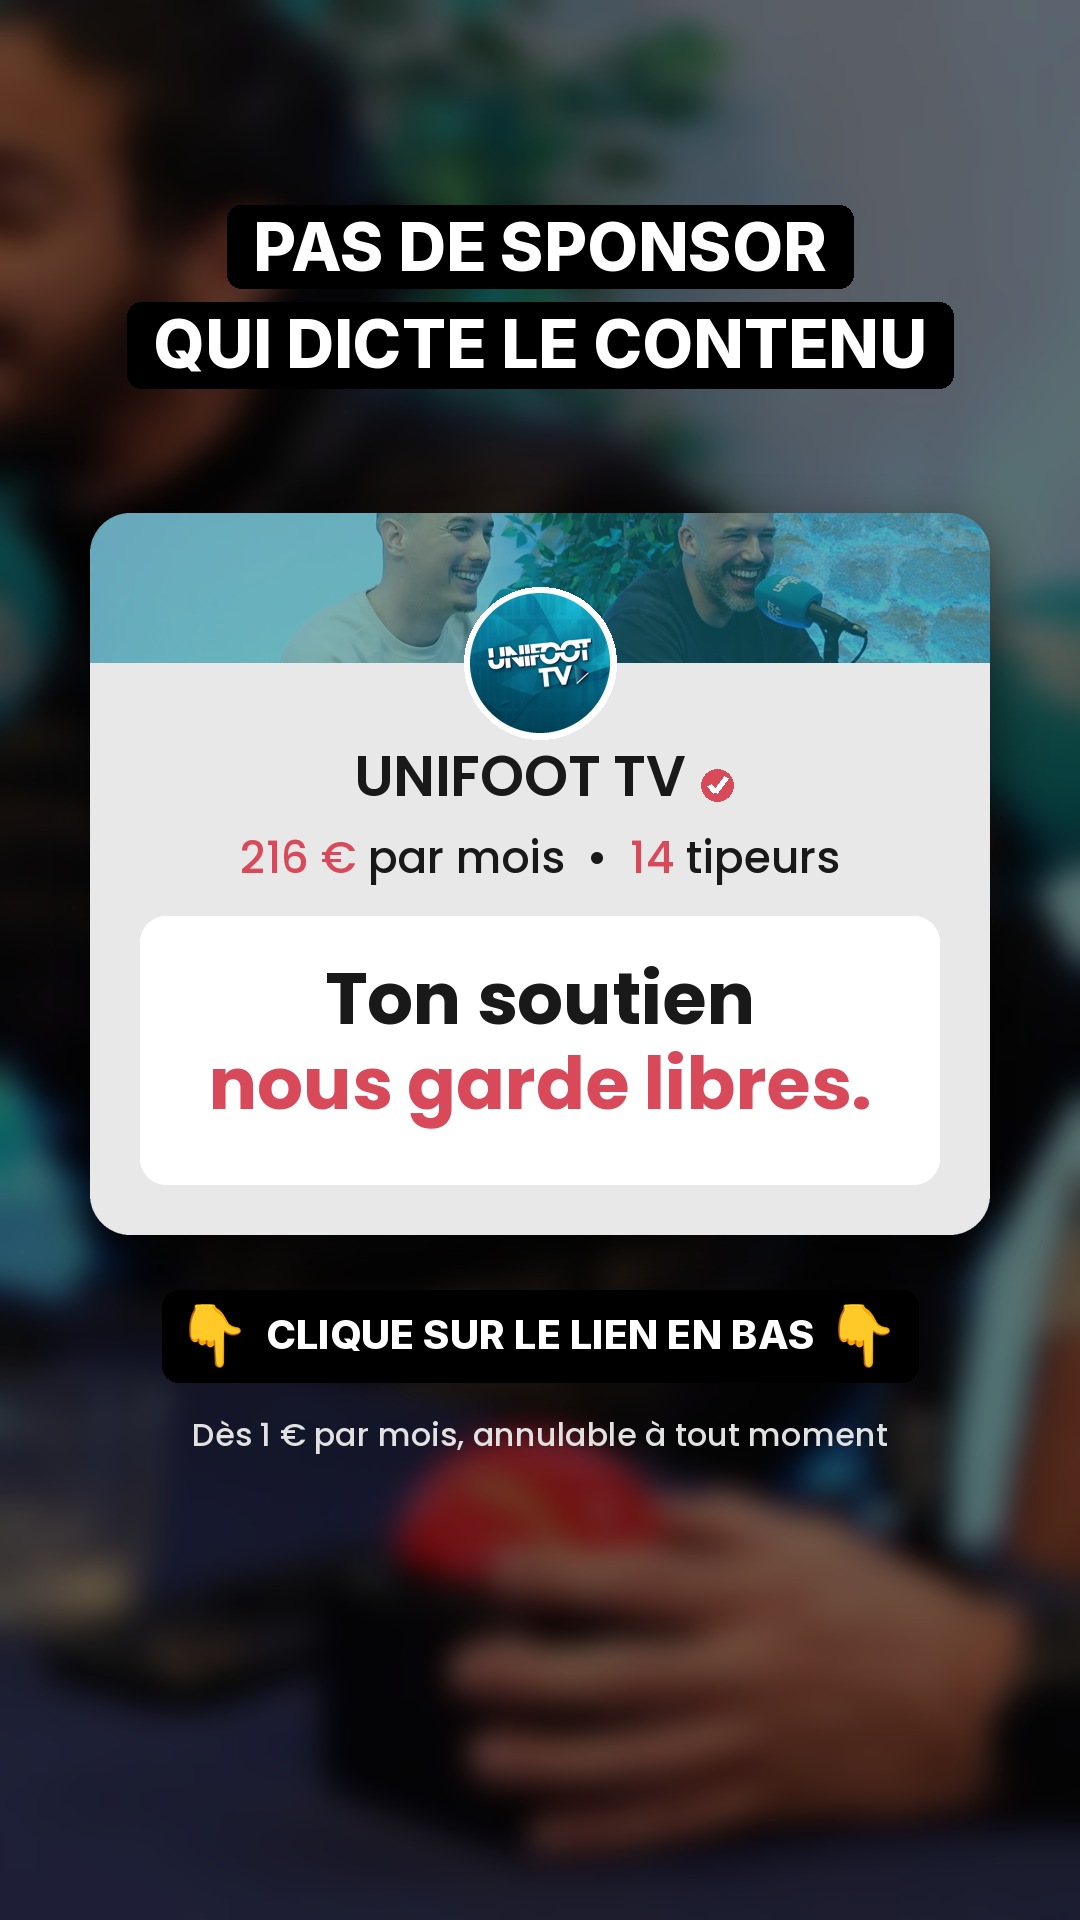 PAS DE SPONSOR
QUI DICTE LE CONTENU
UNIFOOT
TV
UNIFOOT TV
216 € par mois • 14 tipeurs
Ton soutien
nous garde libres.
👇 CLIQUE SUR LE LIEN EN BAS 👇
Dès 1 € par mois, annulable à tout moment